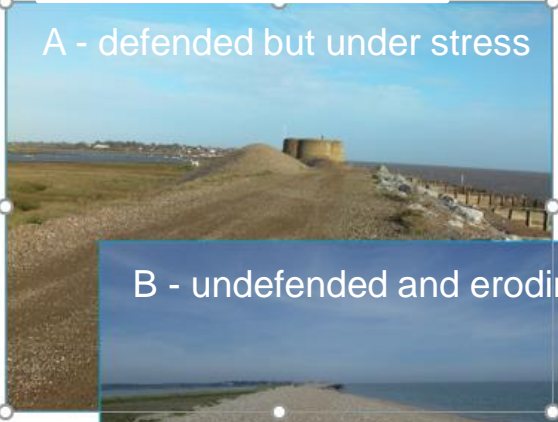 A - defended but under stress
B - undefended and erodi